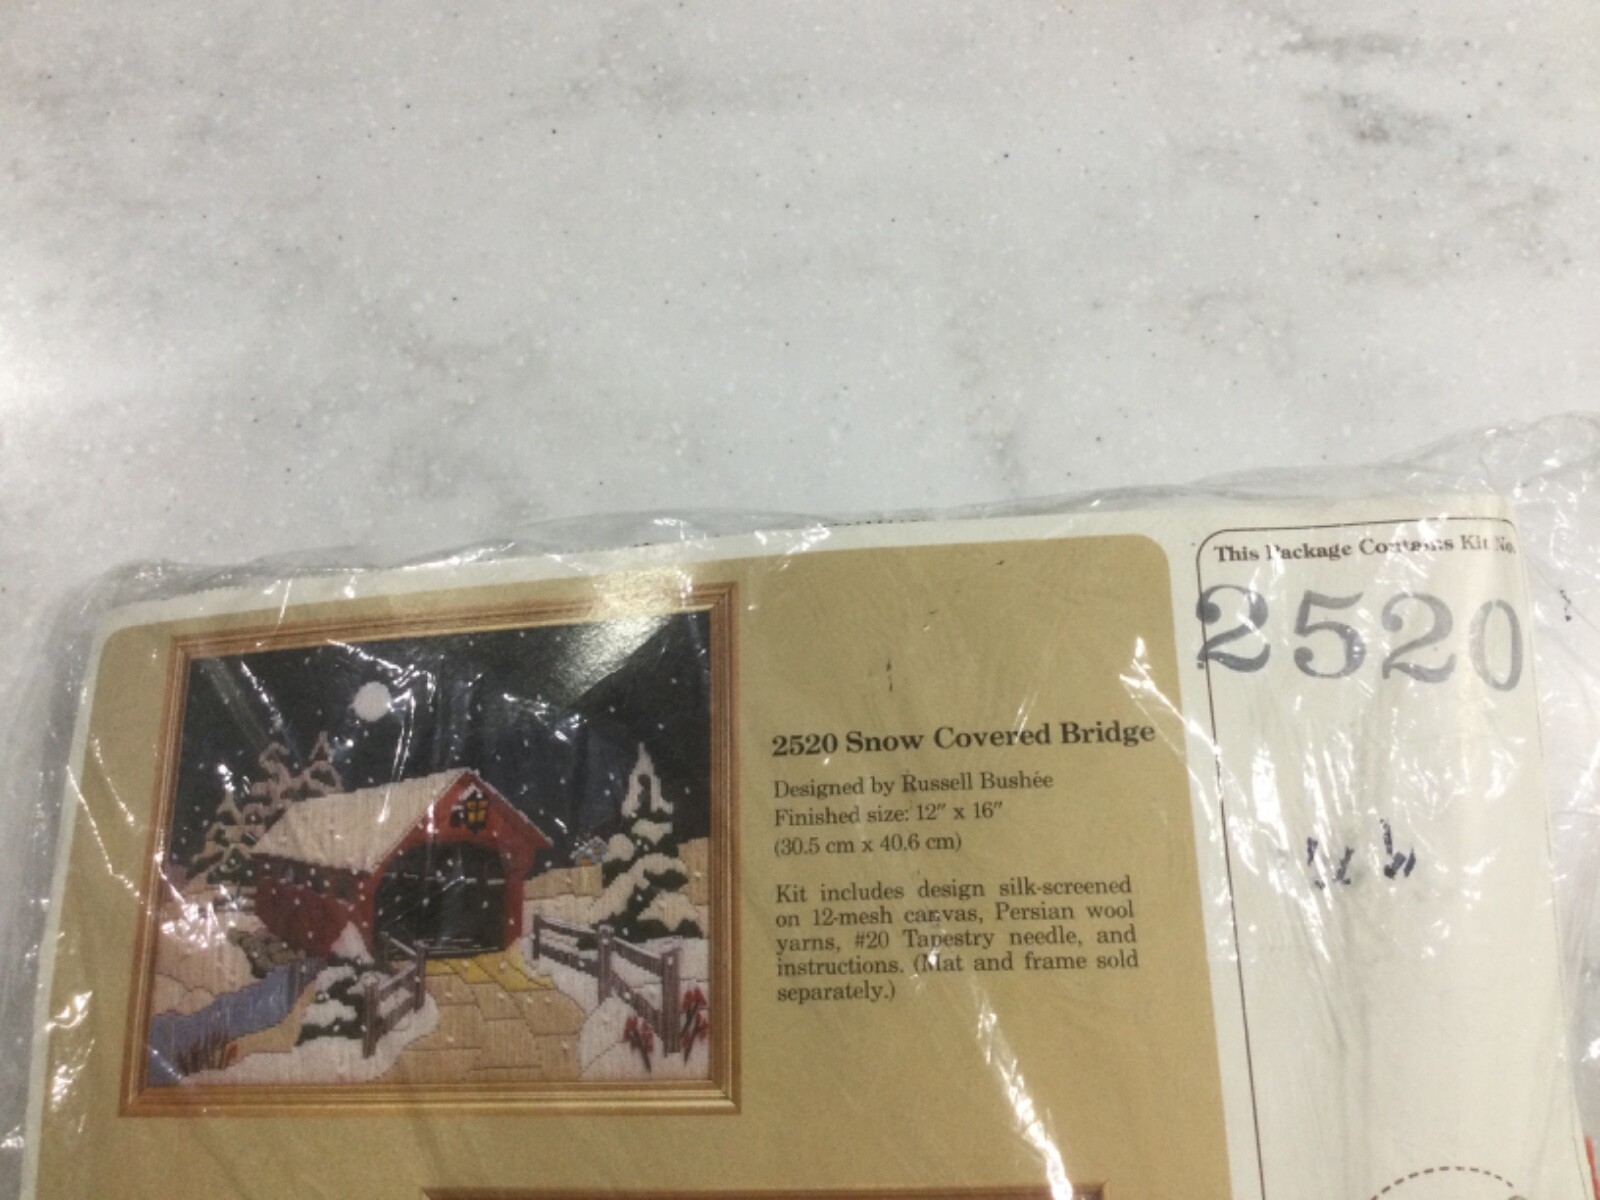 This Package Contains Kit No.
2520
2520 Snow Covered Bridge
Designed by Russell Bushée
Finished size: 12″ x 16″
(30.5 cm x 40.6 cm)
Kit includes design silk-screened
on 12-mesh canvas, Persian wool
yarns, #20 Tapestry needle, and
instructions. (Mat and frame sold
separately.)